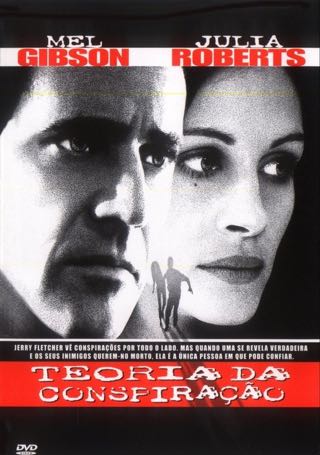 MEL JULIA
GIBSON ROBERTS
JERRY FLETCHER VÊ CONSPIRAÇÕES POR TODO O LADO. MAS QUANDO UMA SE REVELA VERDADEIRA
E OS SEUS INIMIGOS QUEREM-NO MORTO, ELA É A ÚNICA PESSOA EM QUE PODE CONFIAR.
TEORIA DA
CONSPIRAÇÃO
DVD